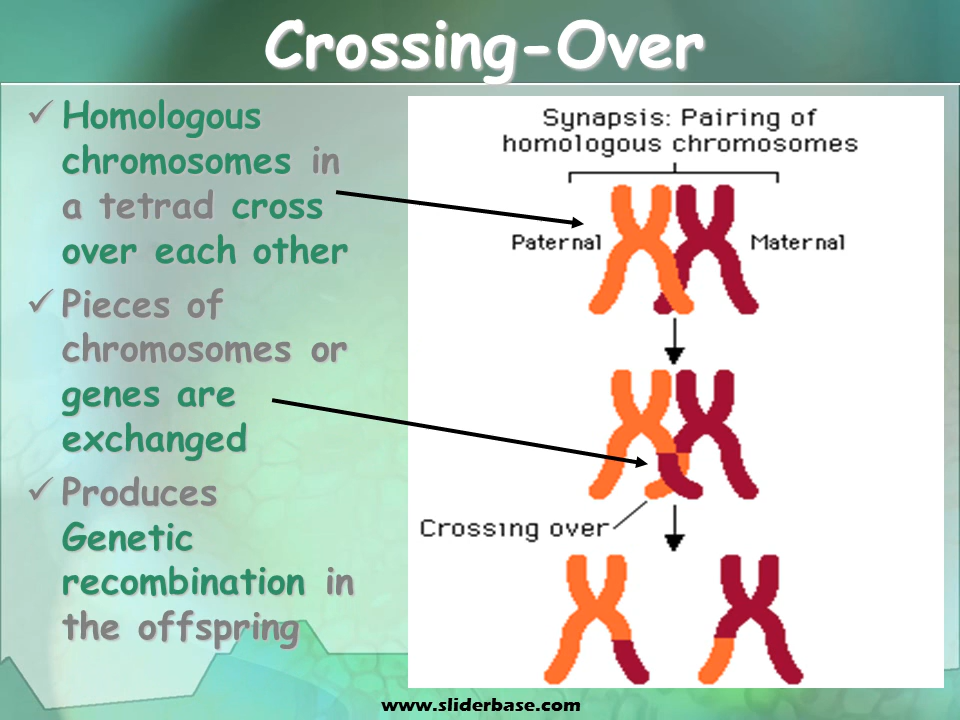 Crossing-Over
✓ Homologous
chromosomes in
a tetrad cross
over each other
✓ Pieces of
chromosomes or
genes are
exchanged
✓ Produces
Genetic
recombination in
the offspring
Synapsis: Pairing of
homologous chromosomes
Paternal
Maternal
Crossing over
www.sliderbase.com